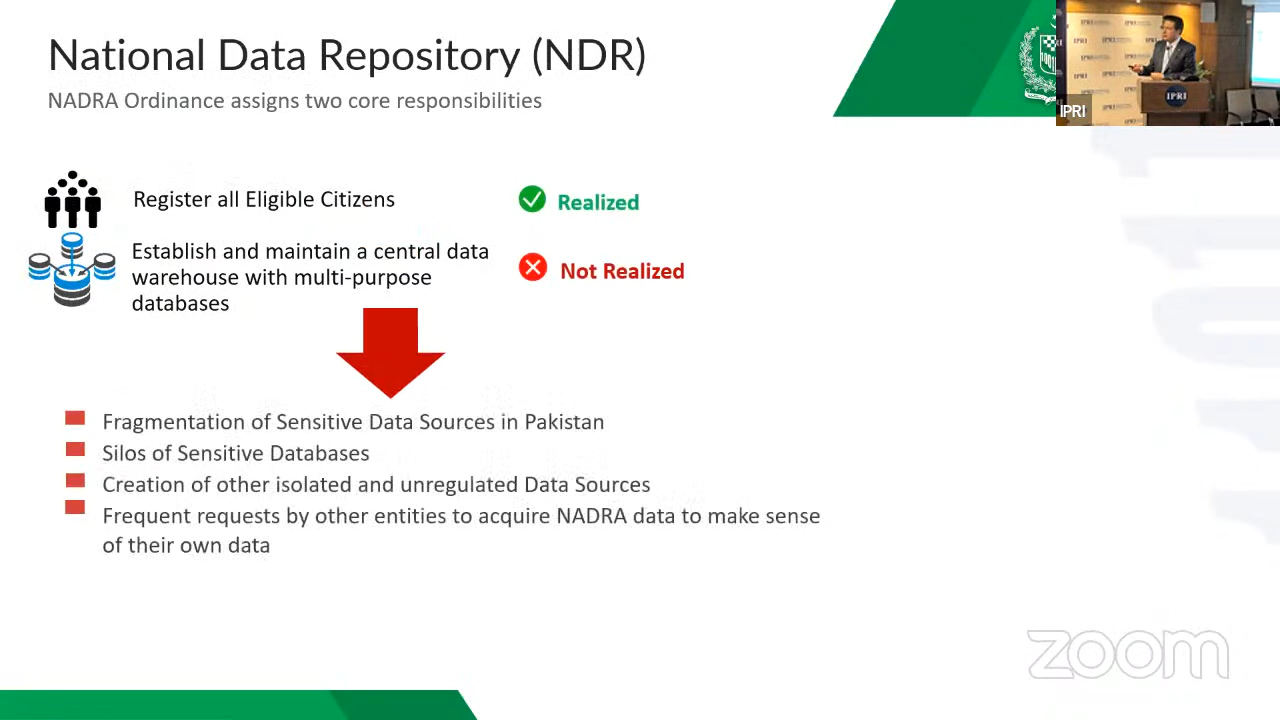 National Data Repository (NDR)
NADRA Ordinance assigns two core responsibilities
IPRI
IPRI
Register all Eligible Citizens
Realized
Establish and maintain a central data
warehouse with multi-purpose
databases
Not Realized
Fragmentation of Sensitive Data Sources in Pakistan
Silos of Sensitive Databases
Creation of other isolated and unregulated Data Sources
Frequent requests by other entities to acquire NADRA data to make sense
of their own data
zoom